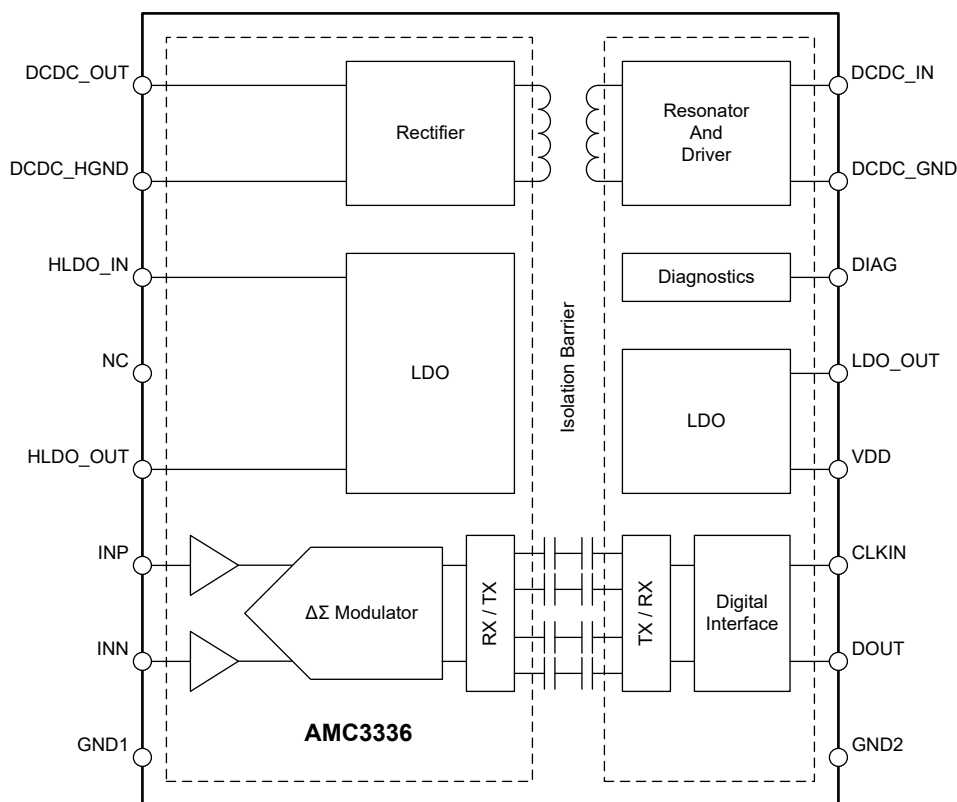 DCDC_OUT
DCDC_IN
Rectifier
Resonator
And
Driver
DCDC_HGND
DCDC_GND
HLDO_IN
Diagnostics
DIAG
NC
LDO
Isolation Barrier
LDO_OUT
LDO
HLDO_OUT
VDD
INP
CLKIN
ΔΣ Modulator
RX / TX
TX / RX
Digital
Interface
INN
DOUT
AMC3336
GND1
GND2